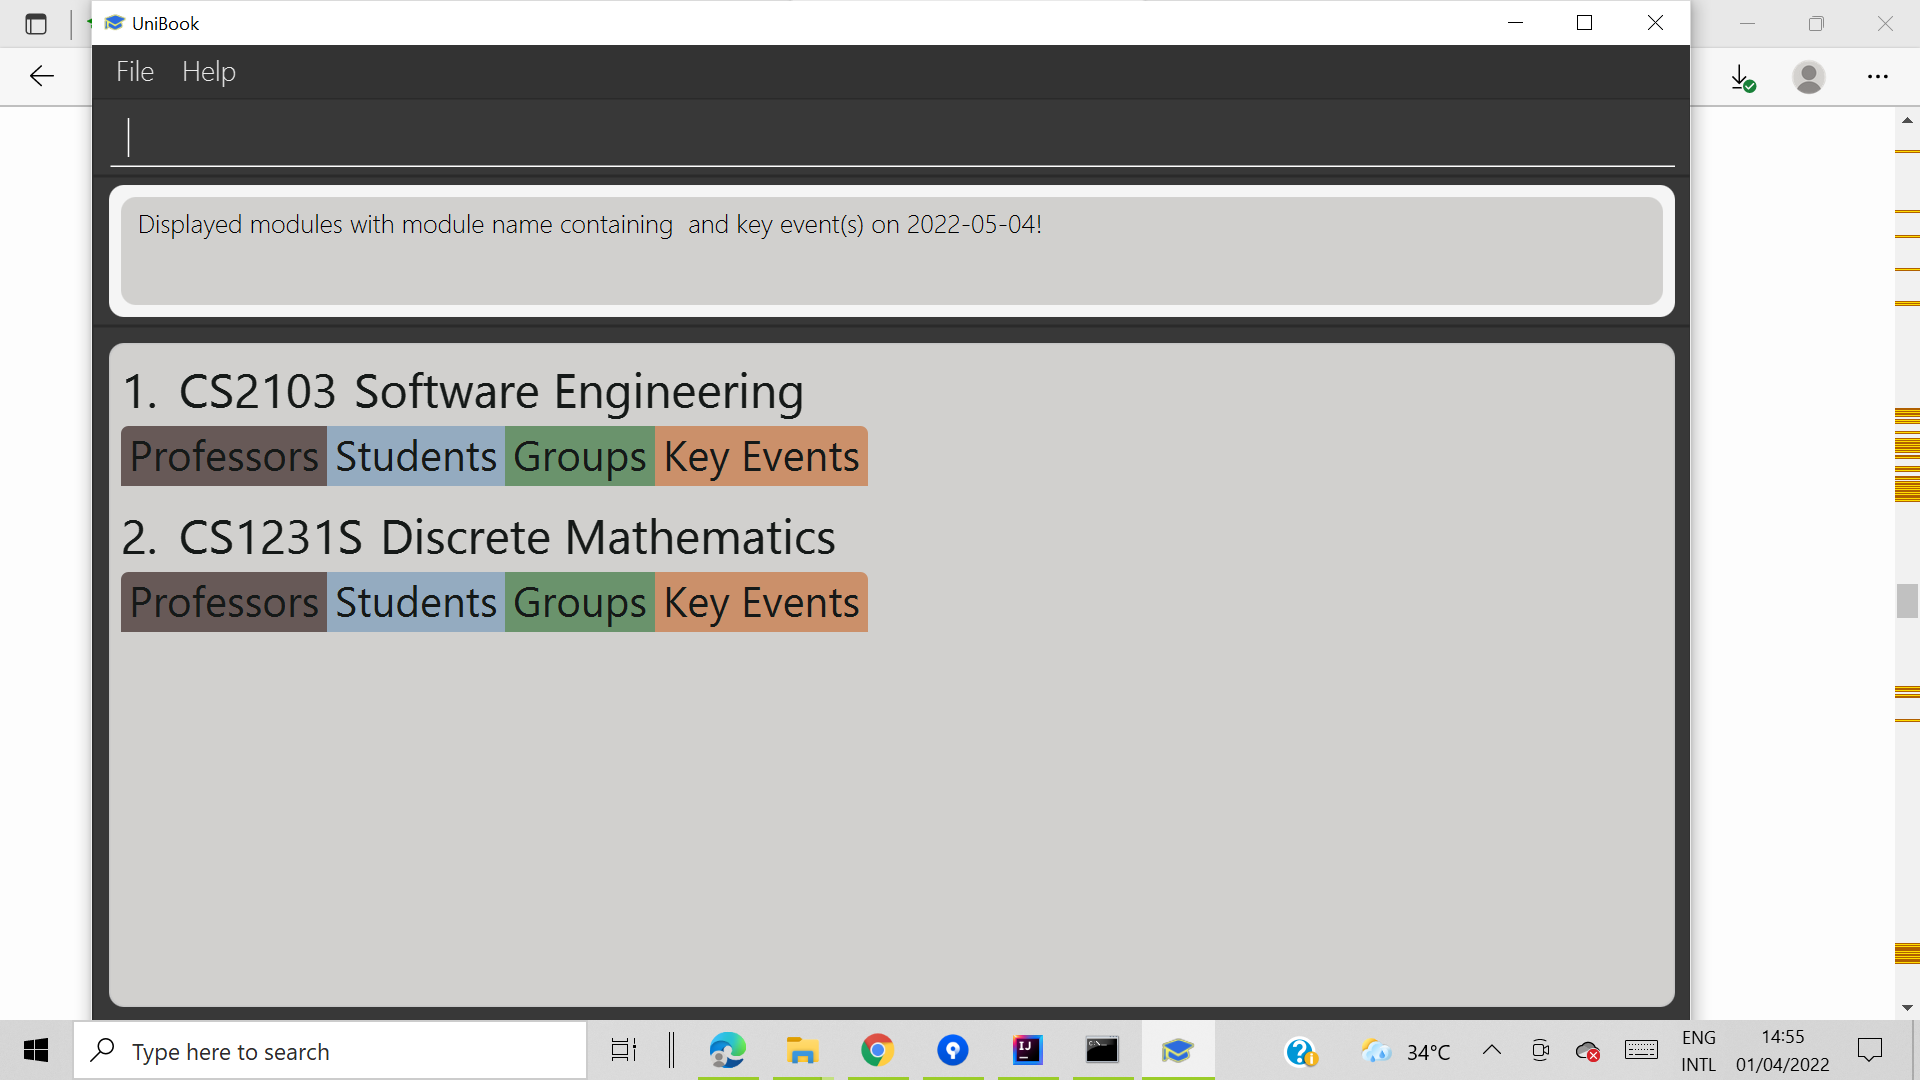 UniBook
File Help
Displayed modules with module name containing  and key event(s) on 2022-05-04!
1. CS2103 Software Engineering
Professors Students Groups Key Events
2. CS1231S Discrete Mathematics
Professors Students Groups Key Events
Type here to search
34°C
ENG
INTL
14:55
01/04/2022